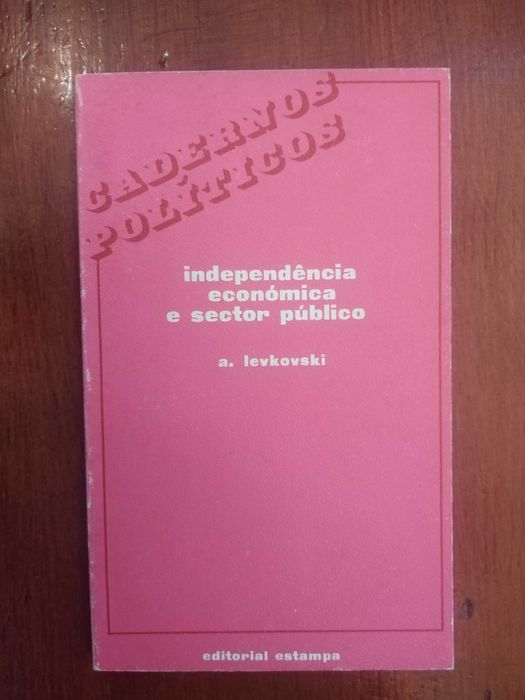 CADERNOS
POLÍTICOS
independência
económica
e sector público
a. levkovski
editorial estampa